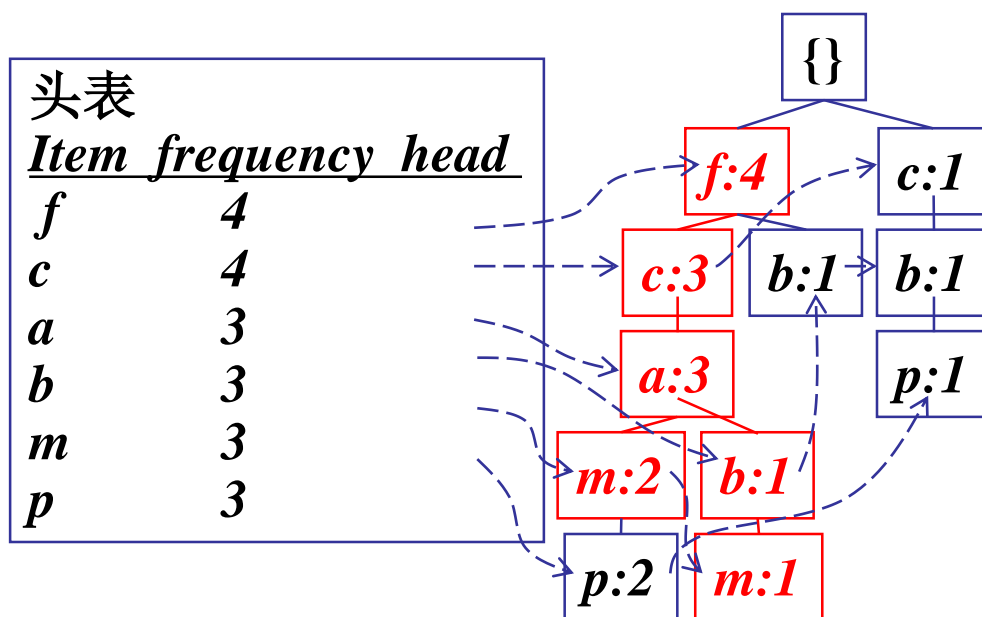 头表
Item frequency head
f 4
c 4
a 3
b 3
m 3
p 3
{}
f:4
c:1
c:3
b:1
b:1
a:3
p:1
m:2
b:1
p:2
m:1